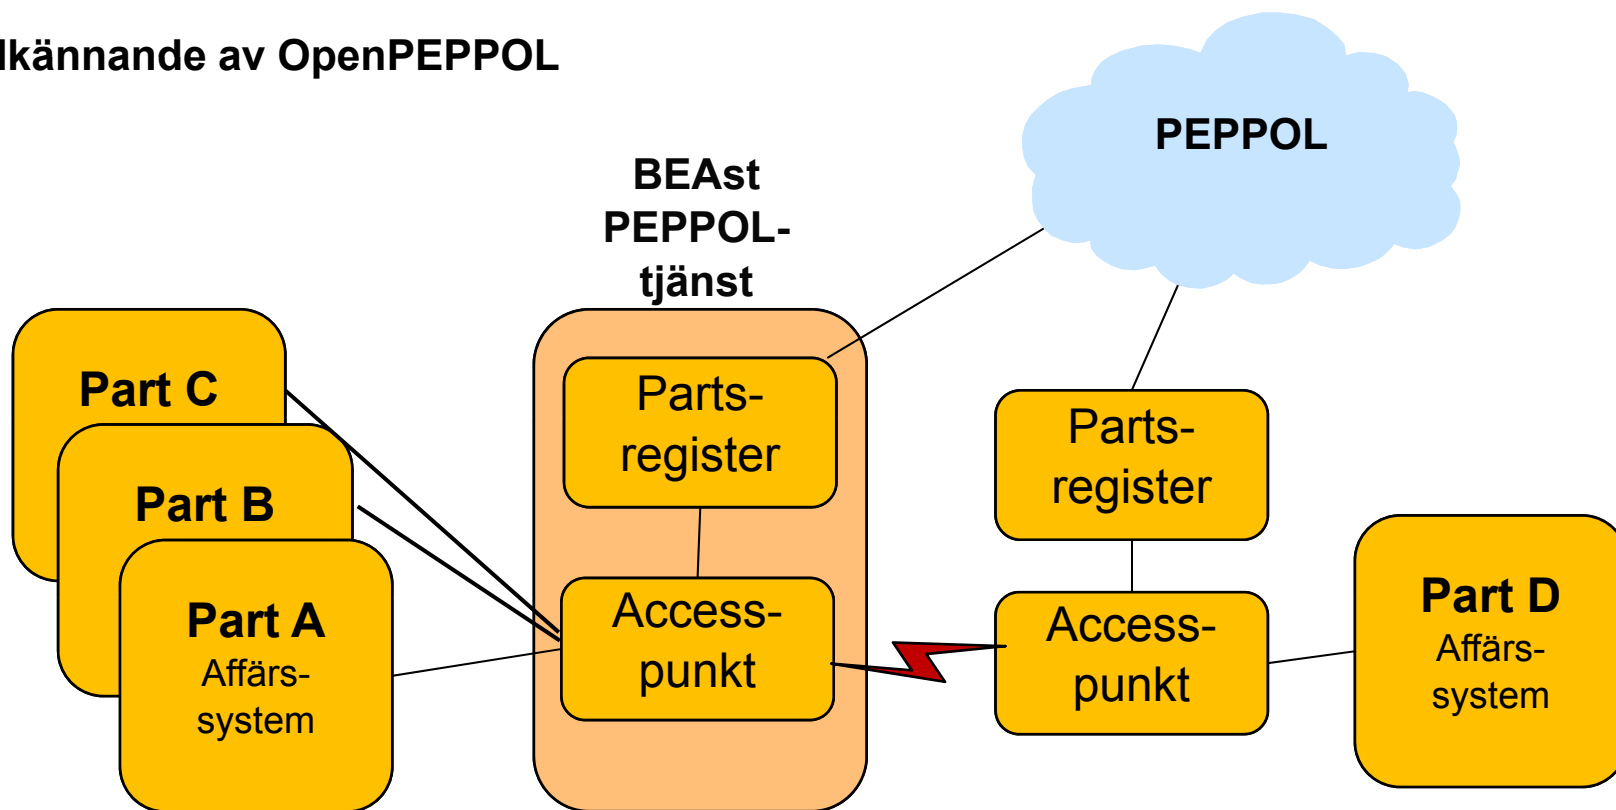 lkännande av OpenPEPPOL
PEPPOL
BEAst
PEPPOL-
tjänst
Part C
Part B
Part A
Affärs-
system
Parts-
register
Access-
punkt
Parts-
register
Access-
punkt
Part D
Affärs-
system